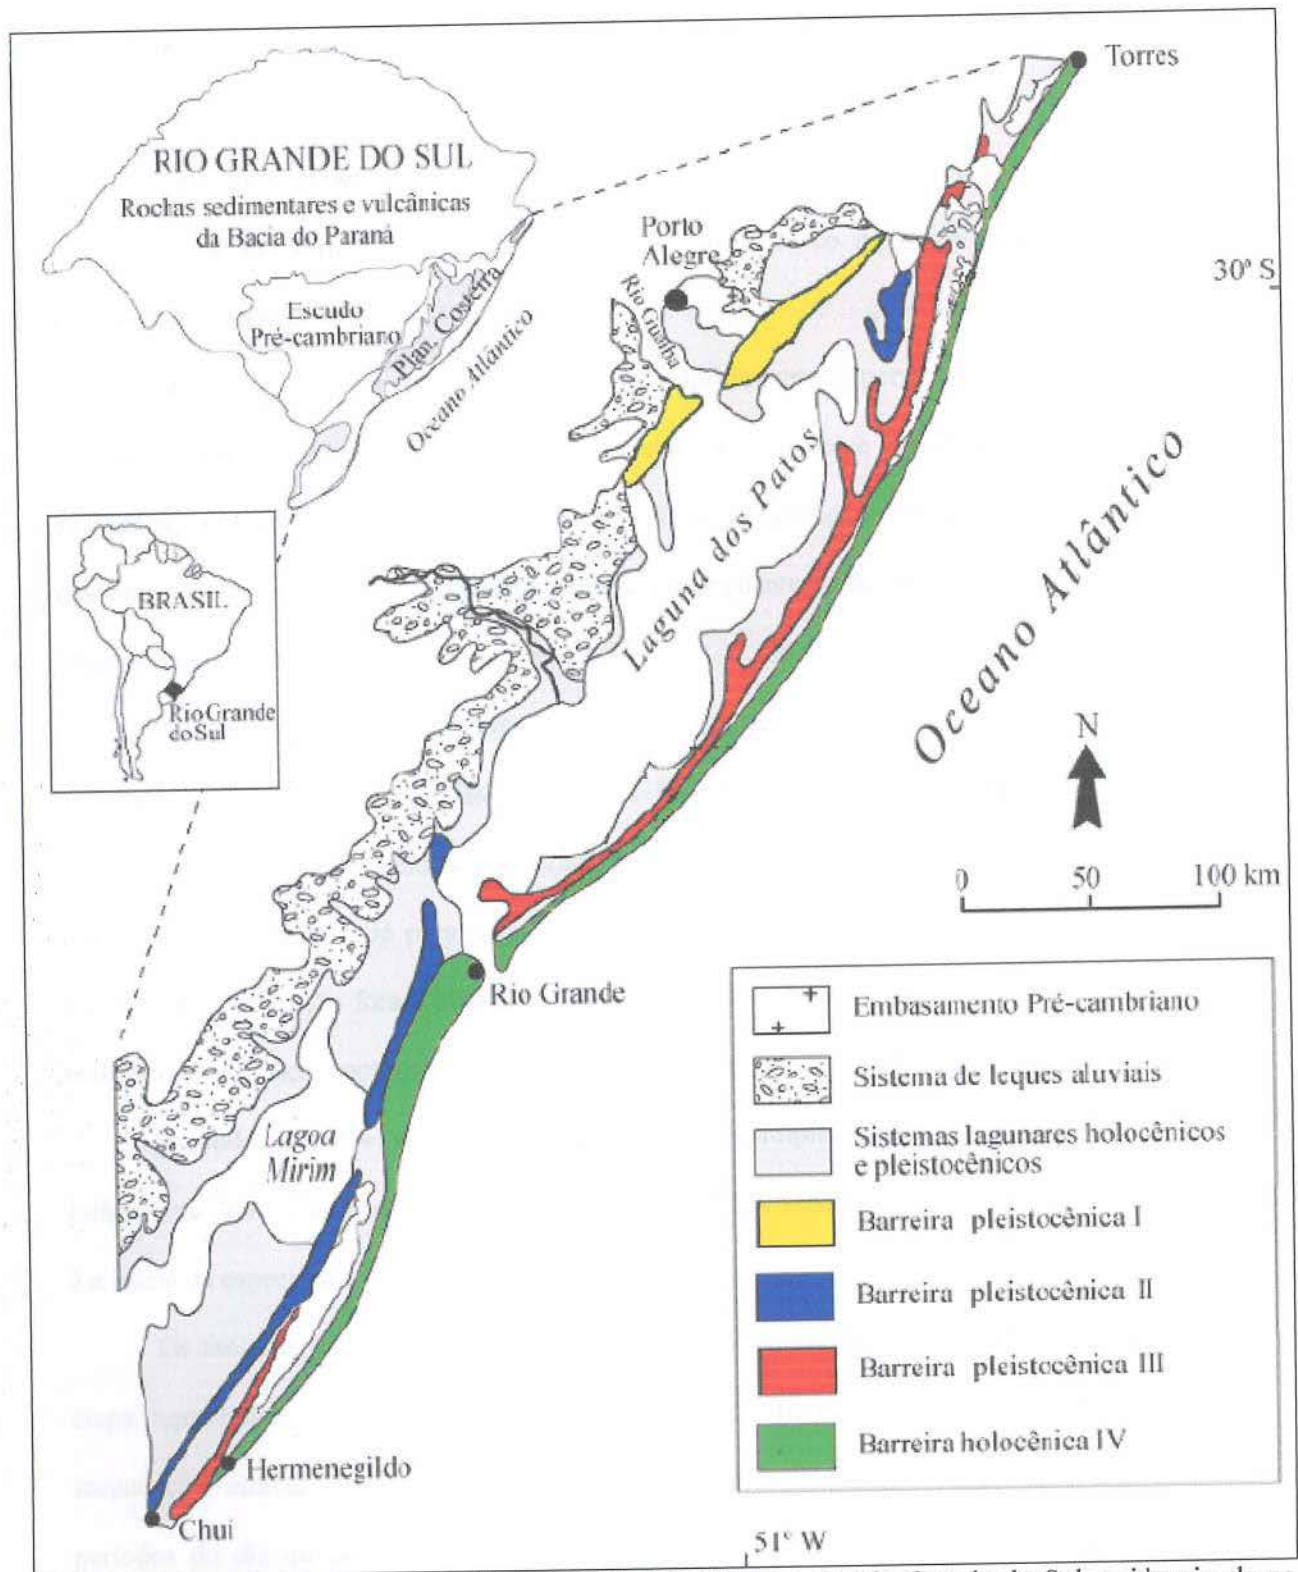 Torres
RIO GRANDE DO SUL
Rochas sedimentares e vulcânicas
da Bacia do Paraná
Porto
Alegre
30º S
Rio Guaíba
Escudo
Pré-cambriano
Plan. Costeira
Oceano Atlântico
Laguna dos Patos
Oceano Atlântico
BRASIL
Rio Grande
do Sul
N
0 50 100 km
Rio Grande
Embasamento Pré-cambriano
Sistema de leques aluviais
Lagoa
Mirim
Sistemas lagunares holocênicos
e pleistocênicos
Barreira pleistocênica I
Barreira pleistocênica II
Barreira pleistocênica III
Barreira holocênica IV
Hermenegildo
Chui
51º W